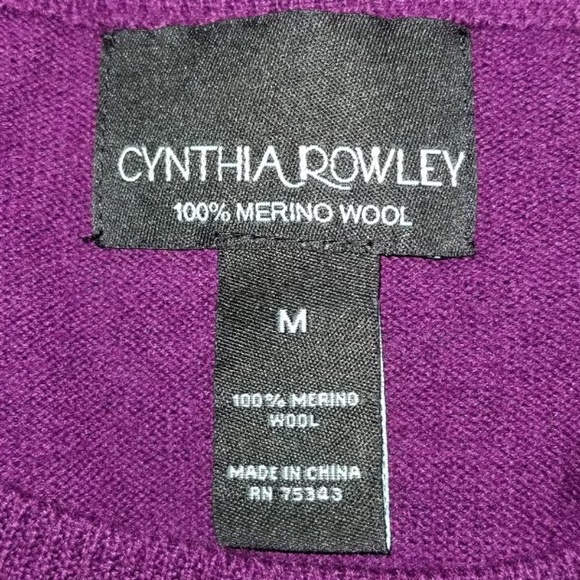 CYNTHIA ROWLEY
100% MERINO WOOL
M
100% MERINO
WOOL
MADE IN CHINA
RN 75343